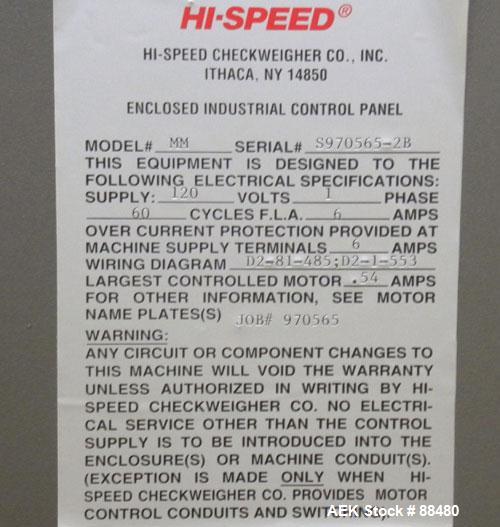 HI-SPEED®
HI-SPEED CHECKWEIGHER CO., INC.
ITHACA, NY 14850
ENCLOSED INDUSTRIAL CONTROL PANEL
MODEL# MM SERIAL# S970565-2B
THIS EQUIPMENT IS DESIGNED TO THE
FOLLOWING ELECTRICAL SPECIFICATIONS:
SUPPLY: 120 VOLTS 1 PHASE
60 CYCLES F.L.A. 6 AMPS
OVER CURRENT PROTECTION PROVIDED AT
MACHINE SUPPLY TERMINALS 6 AMPS
WIRING DIAGRAM D2-81-485;D2-1-553
LARGEST CONTROLLED MOTOR .54 AMPS
FOR OTHER INFORMATION, SEE MOTOR
NAME PLATES(S) JOB# 970565
WARNING:
ANY CIRCUIT OR COMPONENT CHANGES TO
THIS MACHINE WILL VOID THE WARRANTY
UNLESS AUTHORIZED IN WRITING BY HI-
SPEED CHECKWEIGHER CO. NO ELECTRI-
CAL SERVICE OTHER THAN THE CONTROL
SUPPLY IS TO BE INTRODUCED INTO THE
ENCLOSURE(S) OR MACHINE CONDUIT(S).
(EXCEPTION IS MADE ONLY WHEN HI-
SPEED CHECKWEIGHER CO. PROVIDES MOTOR
CONTROL CONDUITS AND
AEK Stock # 88480